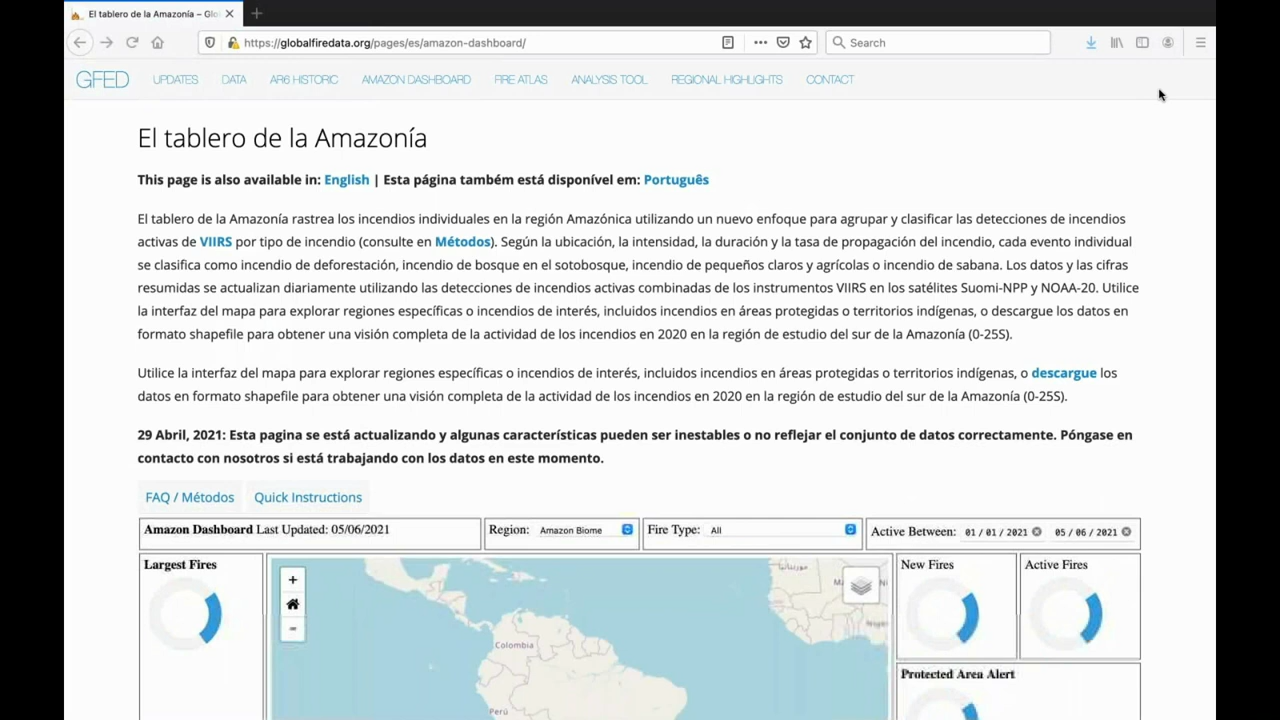 El tablero de la Amazonía – Glo
https://globalfiredata.org/pages/es/amazon-dashboard/
Search
GFED UPDATES DATA AR6 HISTORIC AMAZON DASHBOARD FIRE ATLAS ANALYSIS TOOL REGIONAL HIGHLIGHTS CONTACT
El tablero de la Amazonía
This page is also available in: English | Esta página también está disponível em: Português
El tablero de la Amazonía rastrea los incendios individuales en la región Amazónica utilizando un nuevo enfoque para agrupar y clasificar las detecciones de incendios
activas de VIIRS por tipo de incendio (consulte en Métodos). Según la ubicación, la intensidad, la duración y la tasa de propagación del incendio, cada evento individual
se clasifica como incendio de deforestación, incendio de bosque en el sotobosque, incendio de pequeños claros y agrícolas o incendio de sabana. Los datos y las cifras
resumidas se actualizan diariamente utilizando las detecciones de incendios activas combinadas de los instrumentos VIIRS en los satélites Suomi-NPP y NOAA-20. Utilice
la interfaz del mapa para explorar regiones específicas o incendios de interés, incluidos incendios en áreas protegidas o territorios indígenas, o descargue los datos en
formato shapefile para obtener una visión completa de la actividad de los incendios en 2020 en la región de estudio del sur de la Amazonía (0-25S).
Utilice la interfaz del mapa para explorar regiones específicas o incendios de interés, incluidos incendios en áreas protegidas o territorios indígenas, o descargue los
datos en formato shapefile para obtener una visión completa de la actividad de los incendios en 2020 en la región de estudio del sur de la Amazonía (0-25S).
29 Abril, 2021: Esta pagina se está actualizando y algunas características pueden ser inestables o no reflejar el conjunto de datos correctamente. Póngase en
contacto con nosotros si está trabajando con los datos en este momento.
FAQ / Métodos Quick Instructions
Amazon Dashboard Last Updated: 05/06/2021 Region: Amazon Biome Fire Type: All Active Between: 01 / 01 / 2021 05 / 06 / 2021
Largest Fires New Fires Active Fires
+
−
Colombia
Protected Area Alert
Perú